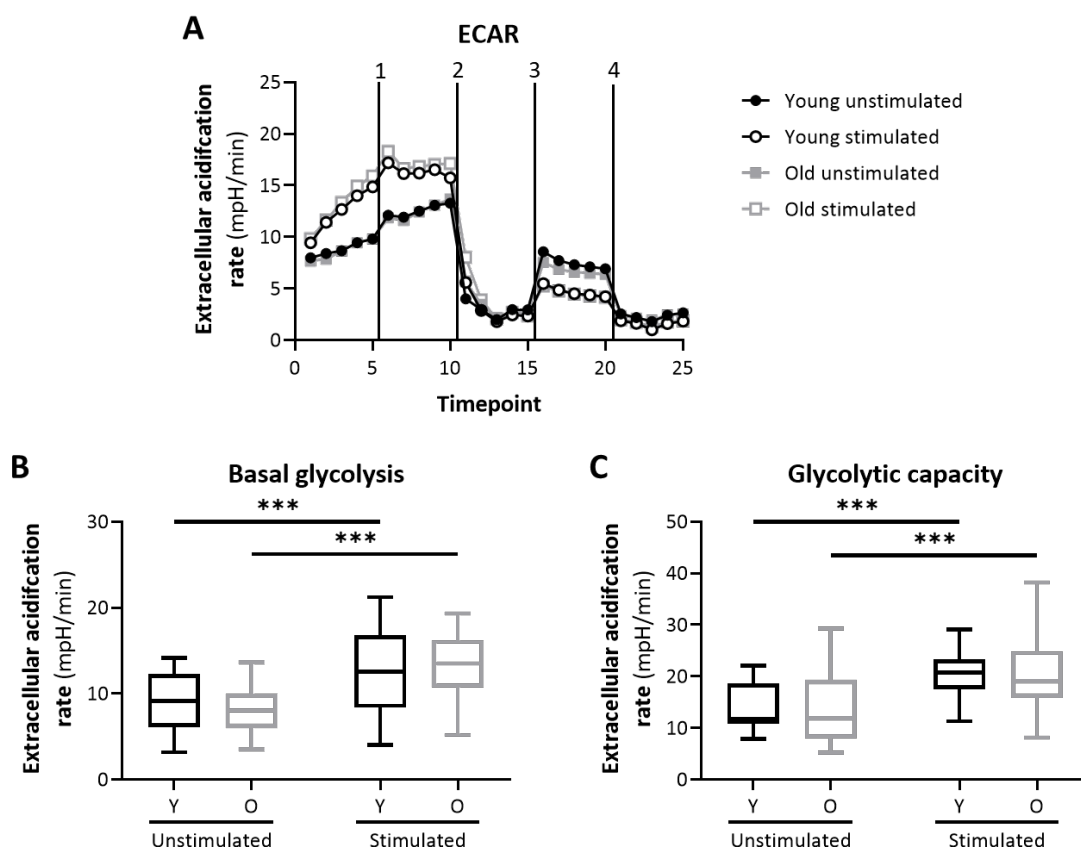 A
ECAR
1 2 3 4
25
20
15
10
5
0
Extracellular acidifcation
rate (mpH/min)
0 5 10 15 20 25
Timepoint
Young unstimulated
Young stimulated
Old unstimulated
Old stimulated
B
Basal glycolysis
***
***
30
20
10
0
Extracellular acidifcation
rate (mpH/min)
Y O Y O
Unstimulated Stimulated
C
Glycolytic capacity
***
***
50
40
30
20
10
0
Extracellular acidifcation
rate (mpH/min)
Y O Y O
Unstimulated Stimulated